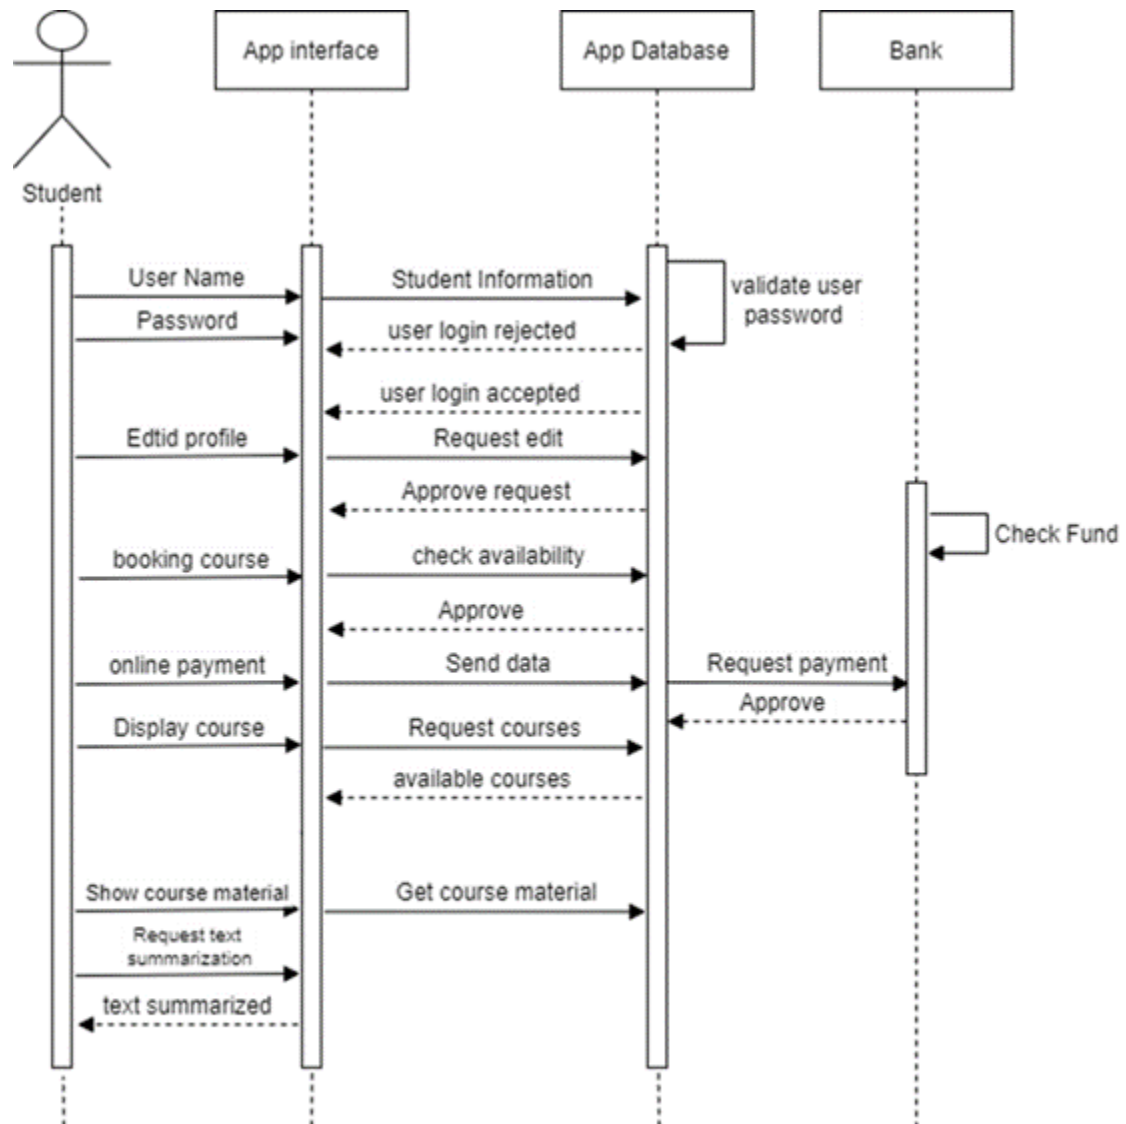 App interface
App Database
Bank
Student
User Name
Student Information
validate user
password
Password
user login rejected
user login accepted
Edtid profile
Request edit
Approve request
Check Fund
booking course
check availability
Approve
online payment
Send data
Request payment
Approve
Display course
Request courses
available courses
Show course material
Get course material
Request text
summarization
text summarized